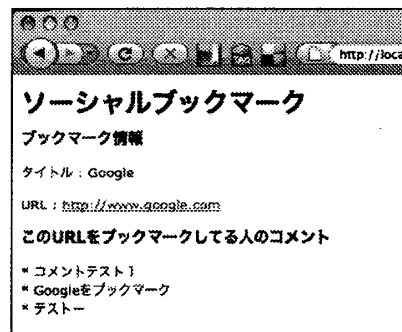 http://loca
ソーシャルブックマーク
ブックマーク情報
タイトル : Google
URL : http://www.google.com
このURLをブックマークしてる人のコメント
* コメントテスト1
* Googleをブックマーク
* テストー